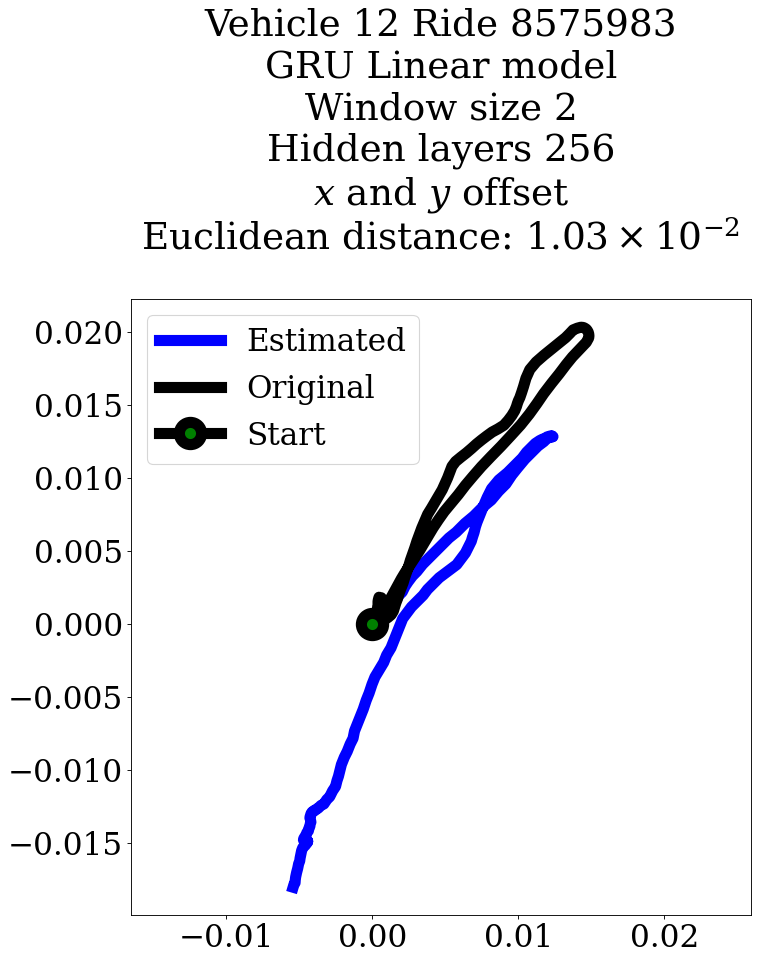 Vehicle 12 Ride 8575983
GRU Linear model
Window size 2
Hidden layers 256
x and y offset
Euclidean distance: 1.03 × 10⁻²
Estimated
Original
Start
0.020
0.015
0.010
0.005
0.000
−0.005
−0.010
−0.015
−0.01 0.00 0.01 0.02